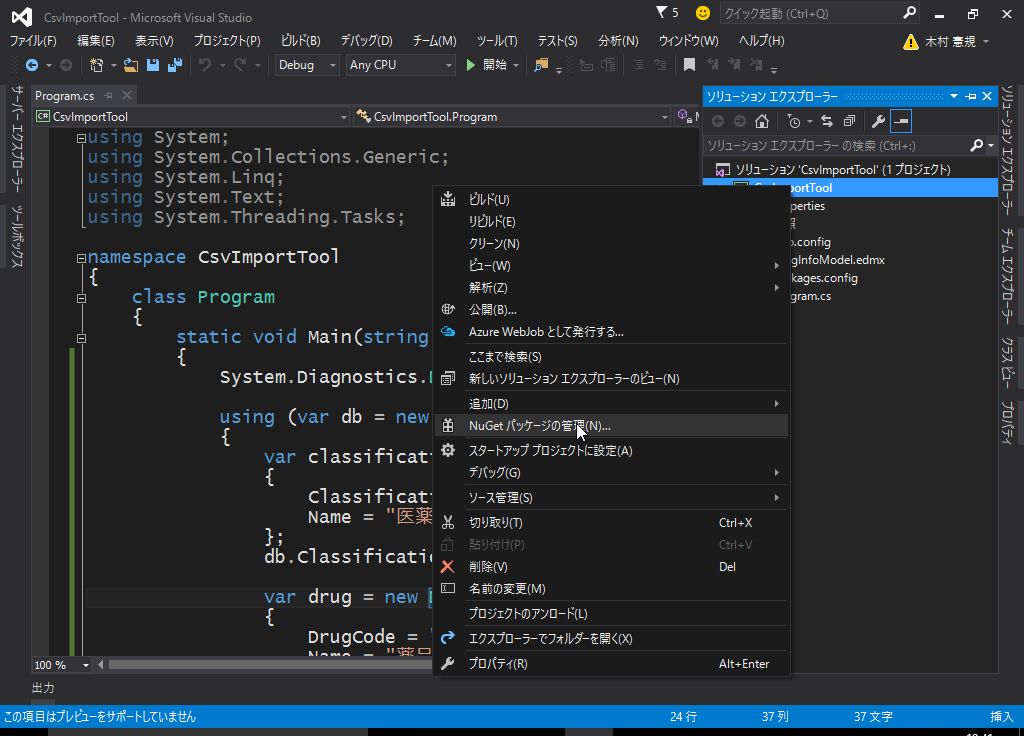 CsvImportTool - Microsoft Visual Studio
5
クイック起動 (Ctrl+Q)
ファイル(F) 編集(E) 表示(V) プロジェクト(P) ビルド(B) デバッグ(D) チーム(M) ツール(T) テスト(S) 分析(N) ウィンドウ(W) ヘルプ(H)
木村 憲規
Debug Any CPU 開始
サーバー エクスプローラー
ツールボックス
Program.cs
CsvImportTool CsvImportTool.Program
using System;
using System.Collections.Generic;
using System.Linq;
using System.Text;
using System.Threading.Tasks;
namespace CsvImportTool
{
class Program
{
static void Main(string
{
System.Diagnostics.
using (var db = new
{
var classificati
{
Classificati
Name = "医薬
};
db.Classificatio
var drug = new
{
DrugCode =
Name = "薬品
100 %
ビルド(U)
リビルド(E)
クリーン(N)
ビュー(W)
解析(Z)
公開(B)...
Azure WebJob として発行する...
ここまで検索(S)
新しいソリューション エクスプローラーのビュー(N)
追加(D)
NuGet パッケージの管理(N)...
スタートアップ プロジェクトに設定(A)
デバッグ(G)
ソース管理(S)
切り取り(T) Ctrl+X
貼り付け(P) Ctrl+V
削除(V) Del
名前の変更(M)
プロジェクトのアンロード(L)
エクスプローラーでフォルダーを開く(X)
プロパティ(R) Alt+Enter
ソリューション エクスプローラー
ソリューション エクスプローラー の検索 (Ctrl+:)
ソリューション 'CsvImportTool' (1 プロジェクト)
CsvImportTool
perties
照
p.config
gInfoModel.edmx
kages.config
gram.cs
ソリューション エクスプローラー
チーム エクスプローラー
クラス ビュー
プロパティ
出力
この項目はプレビューをサポートしていません
24 行 37 列 37 文字 挿入